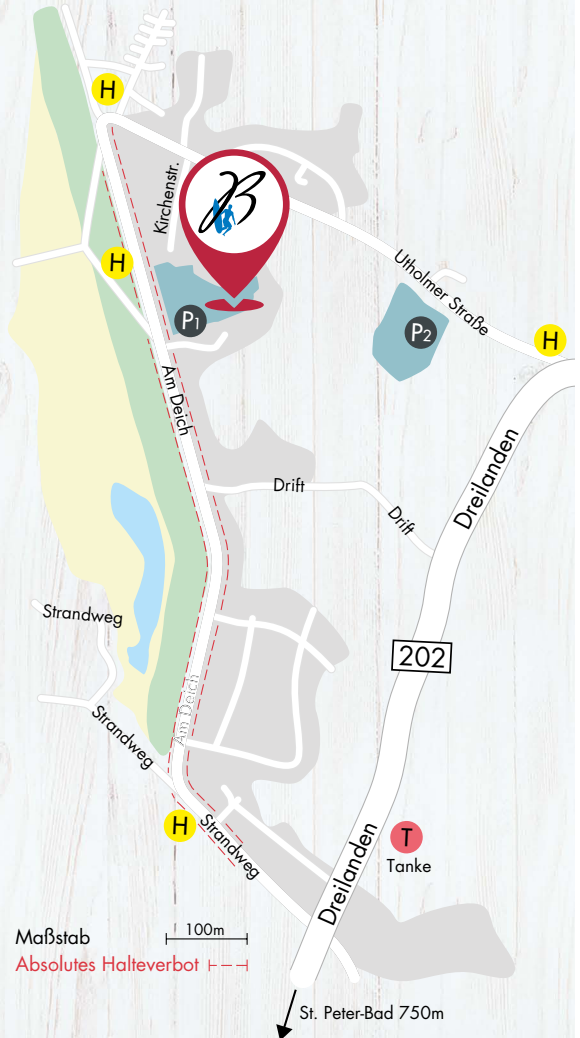 H
Kirchenstr.
B
H
Utholmer Straße
P1
P2
H
Am Deich
Dreilanden
Drift
Drift
Strandweg
202
Am Deich
Strandweg
H
Strandweg
T
Tanke
Dreilanden
Maßstab
100m
Absolutes Halteverbot
St. Peter-Bad 750m